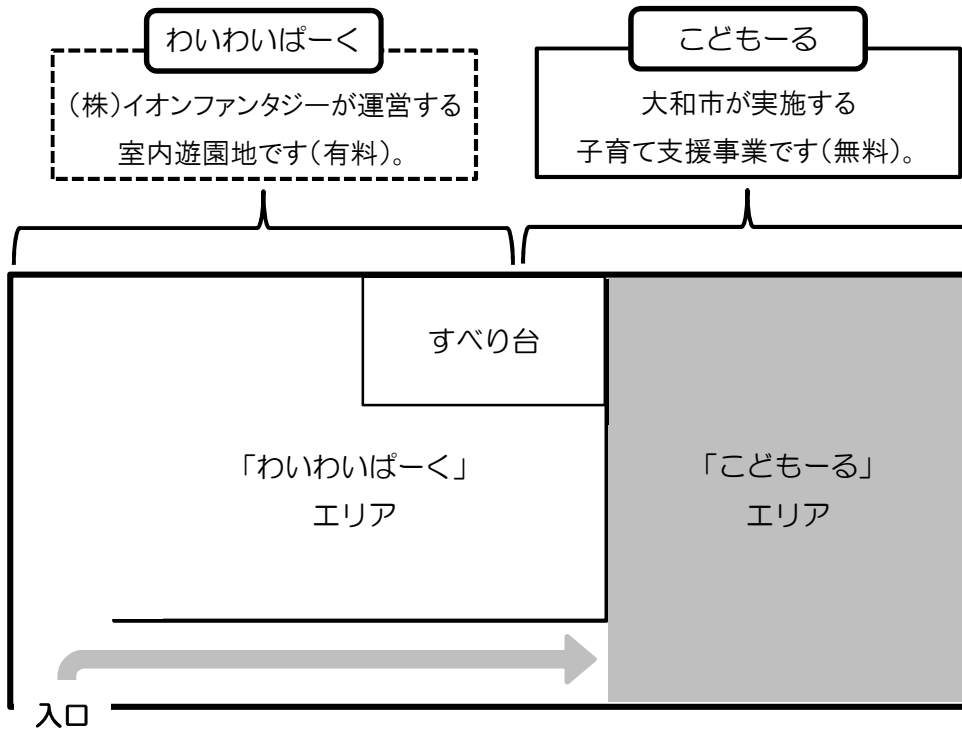 わいわいぱーく
(株)イオンファンタジーが運営する
室内遊園地です(有料)。
こどもーる
大和市が実施する
子育て支援事業です(無料)。
すべり台
「わいわいぱーく」
エリア
「こどもーる」
エリア
入口